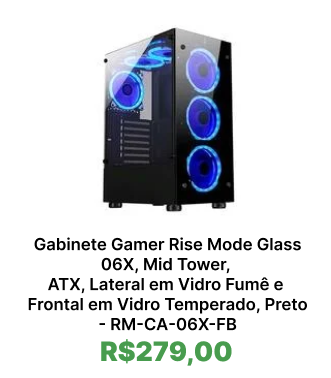 Gabinete Gamer Rise Mode Glass
06X, Mid Tower,
ATX, Lateral em Vidro Fumê e
Frontal em Vidro Temperado, Preto
- RM-CA-06X-FB
R$279,00